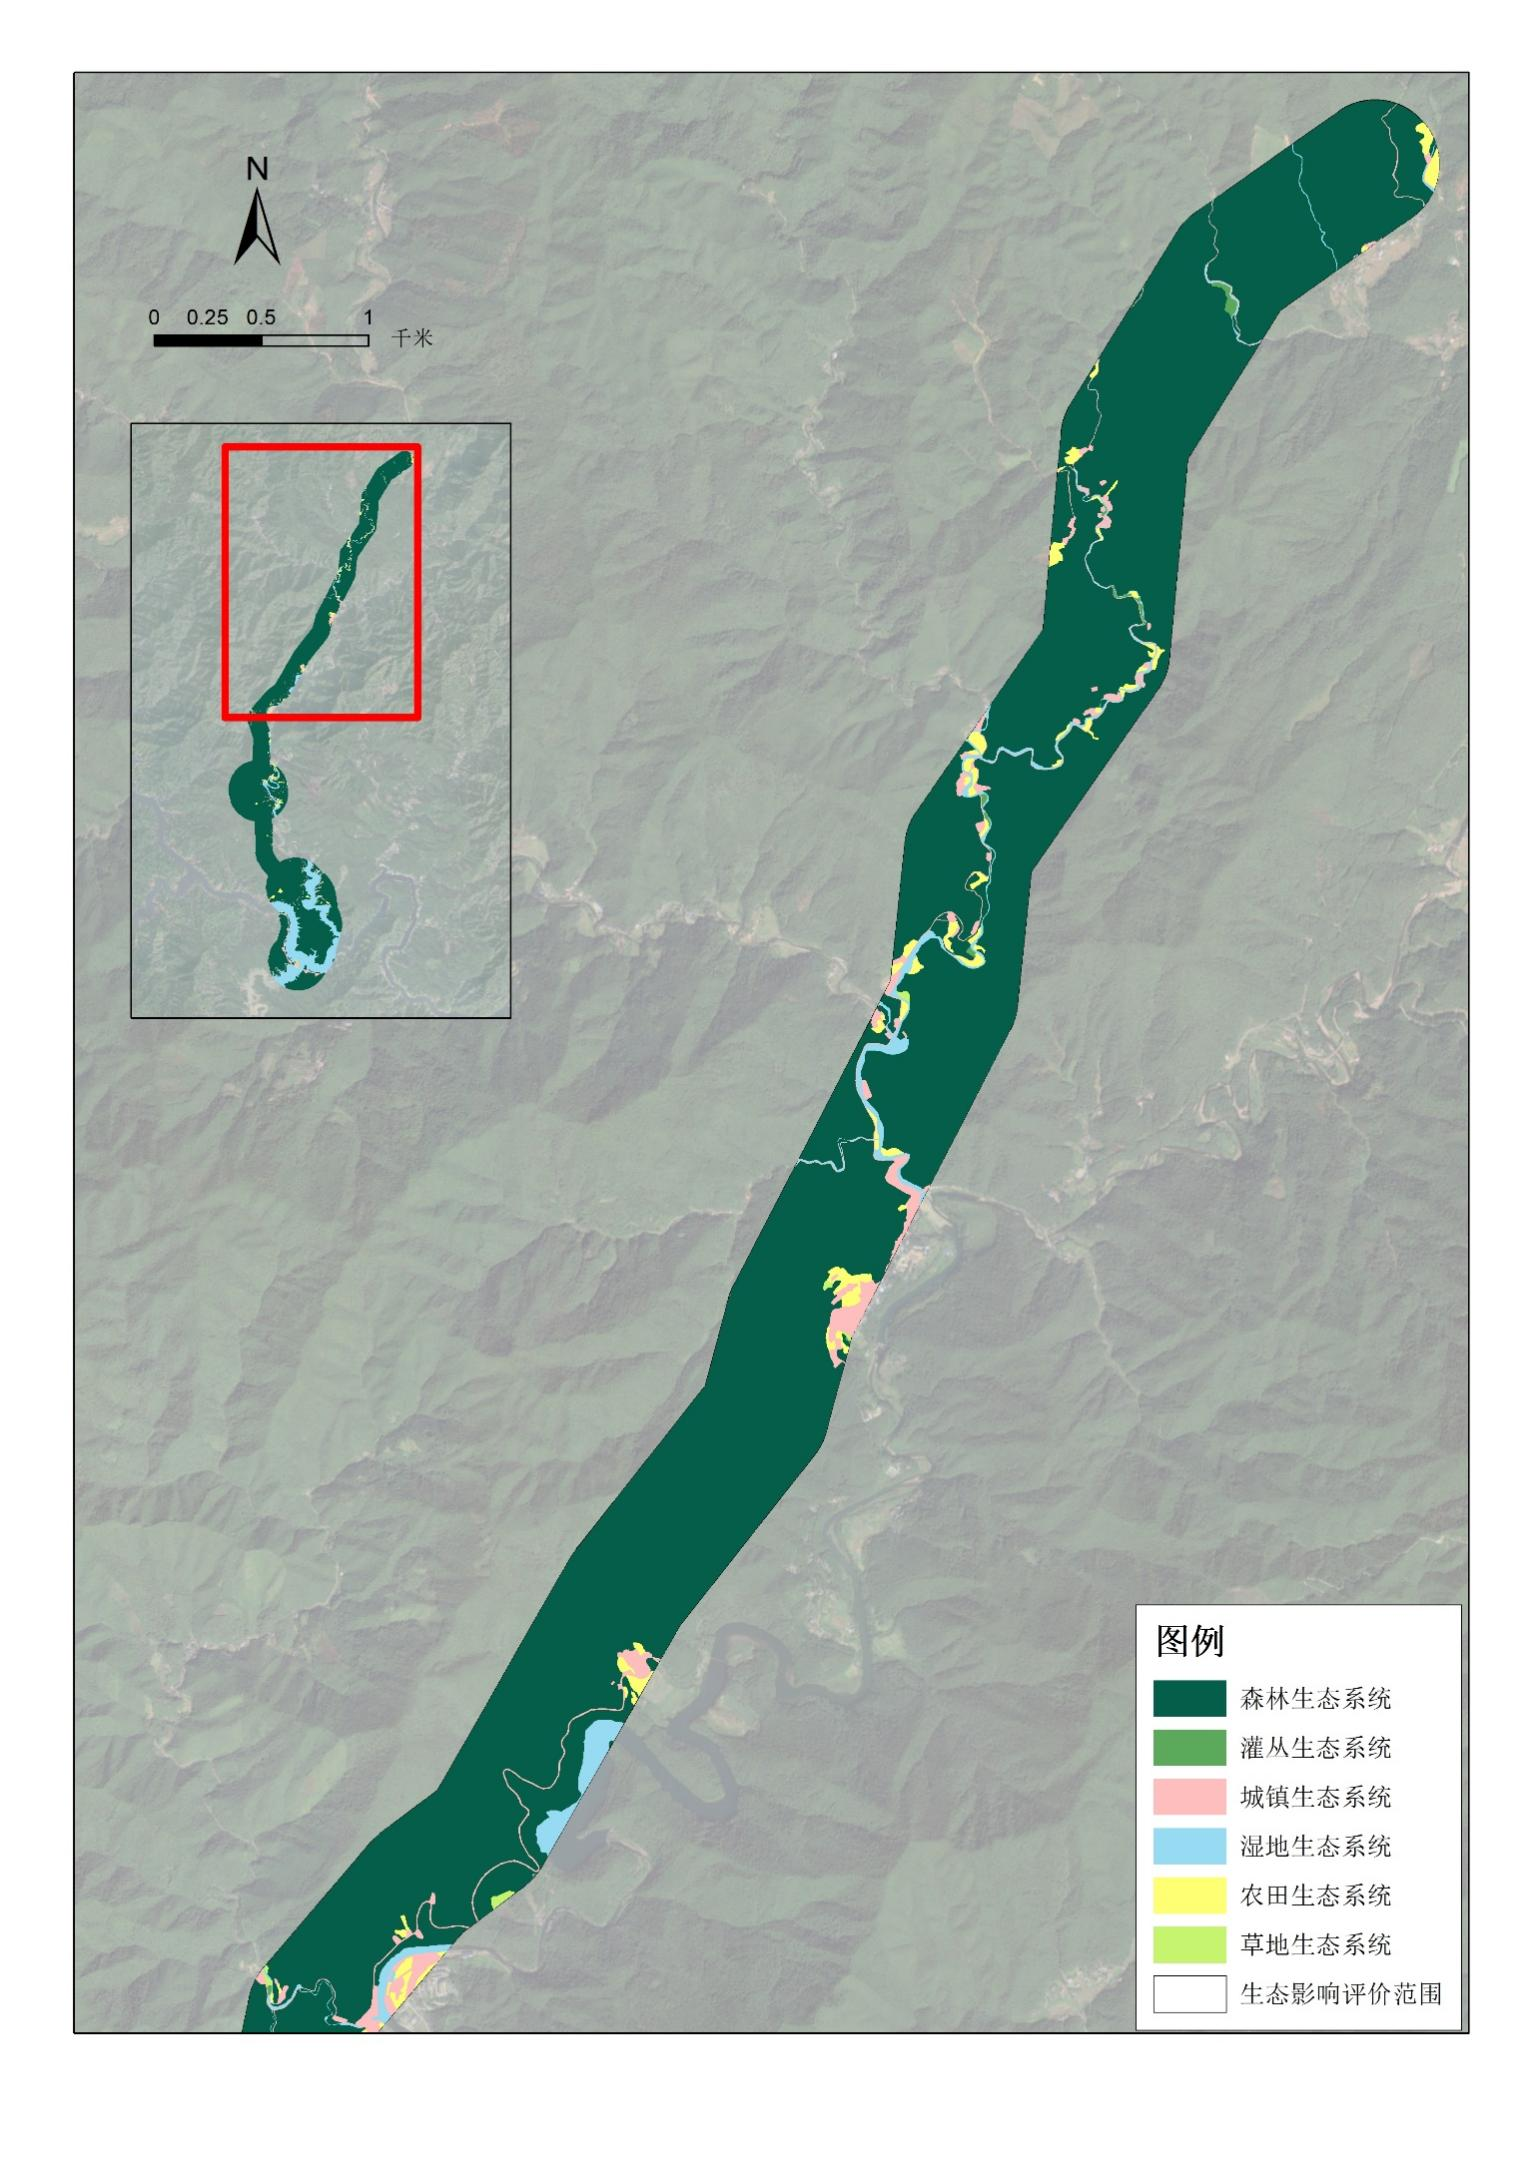 N
0 0.25 0.5 1 千米
图例
森林生态系统
灌丛生态系统
城镇生态系统
湿地生态系统
农田生态系统
草地生态系统
生态影响评价范围